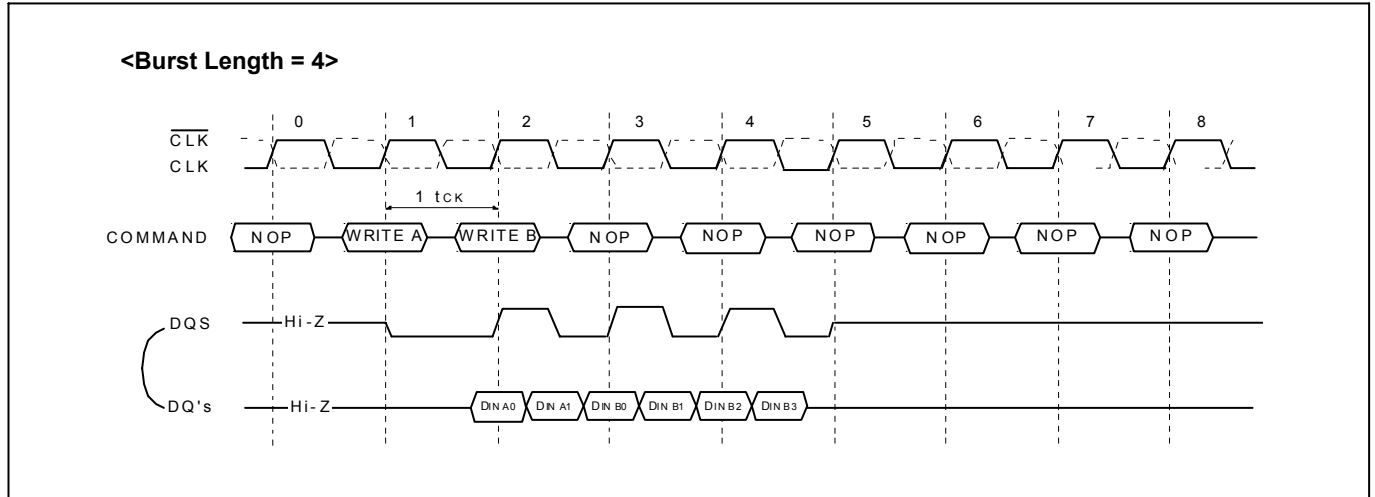 <Burst Length = 4>
0 1 2 3 4 5 6 7 8
CLK
CLK
1 tCK
COMMAND NOP WRITE A WRITE B NOP NOP NOP NOP NOP NOP
DQS Hi-Z
DQ's Hi-Z DIN A0 DIN A1 DIN B0 DIN B1 DIN B2 DIN B3